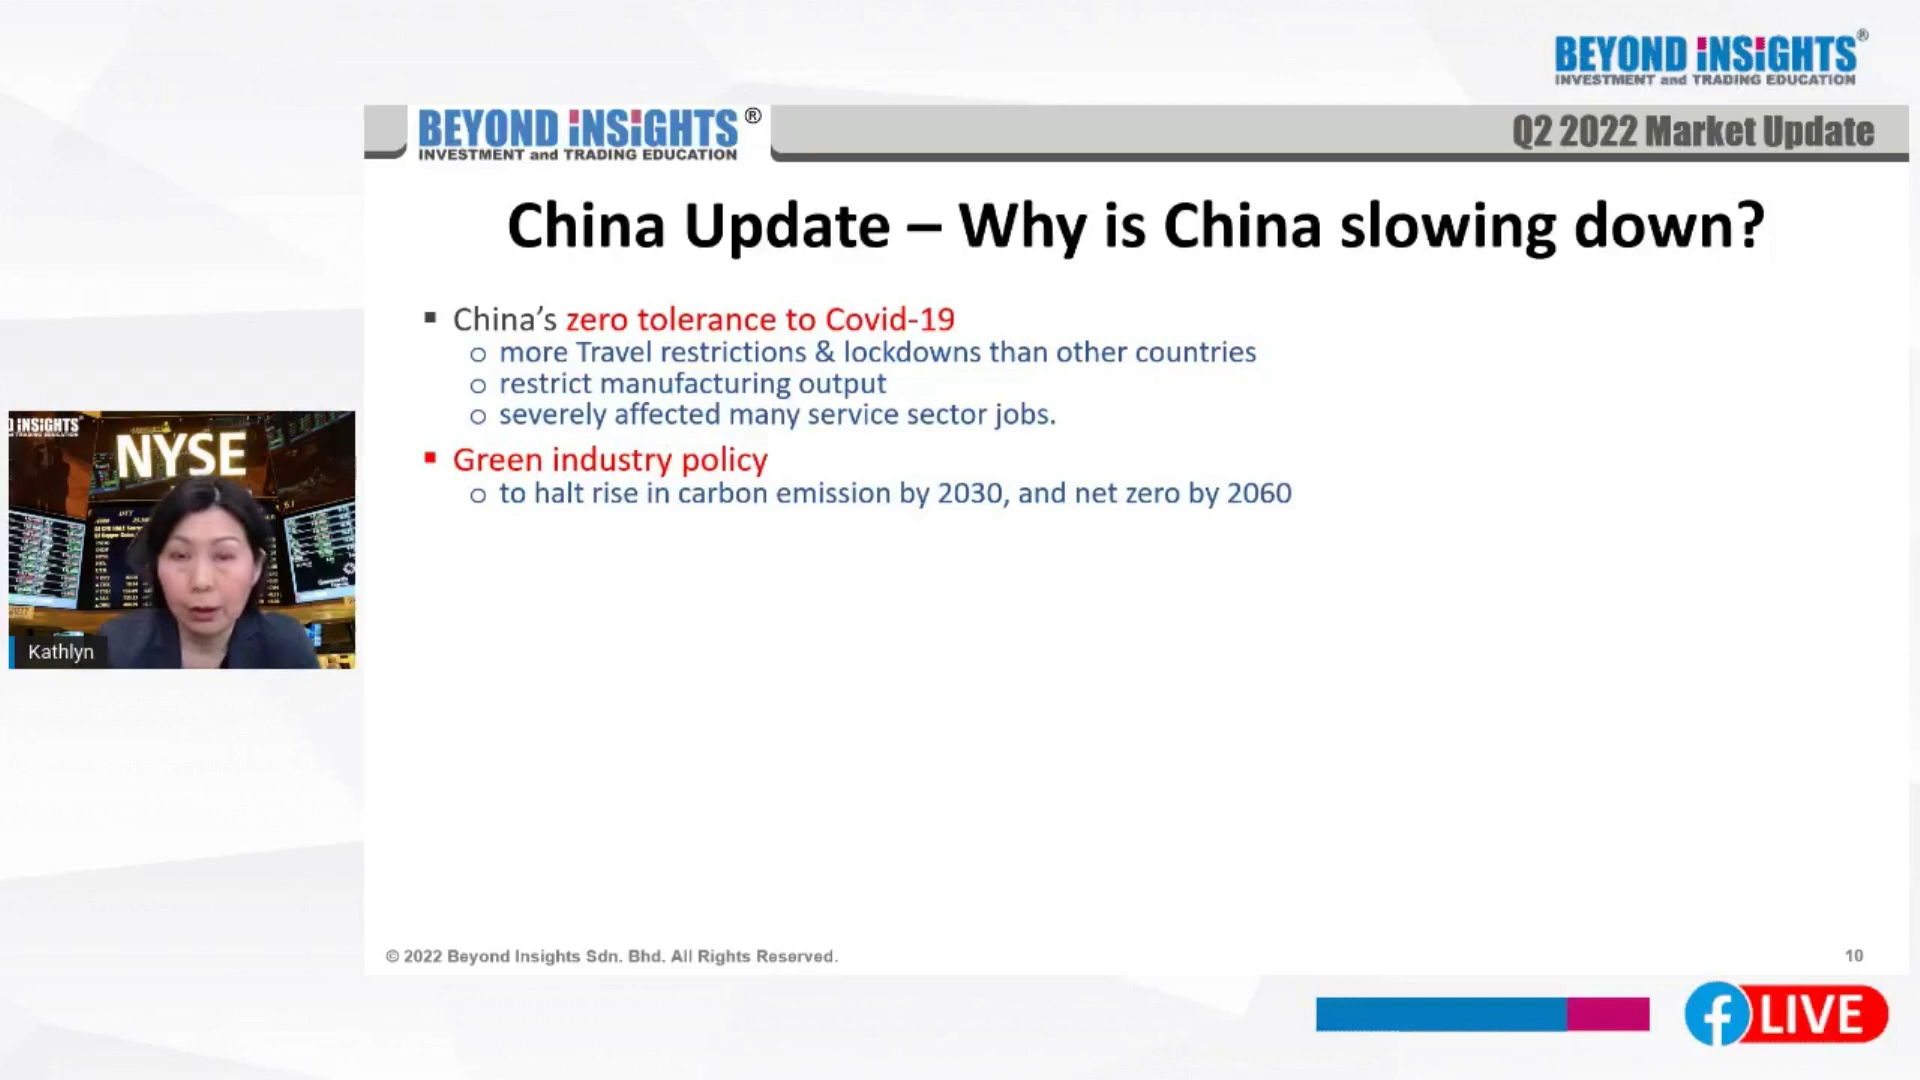 BEYOND INSIGHTS®
INVESTMENT and TRADING EDUCATION
BEYOND INSIGHTS®
INVESTMENT and TRADING EDUCATION
Q2 2022 Market Update
China Update – Why is China slowing down?
▪ China’s zero tolerance to Covid-19
o more Travel restrictions & lockdowns than other countries
o restrict manufacturing output
o severely affected many service sector jobs.
▪ Green industry policy
o to halt rise in carbon emission by 2030, and net zero by 2060
INSIGHTS
NYSE
Kathlyn
© 2022 Beyond Insights Sdn. Bhd. All Rights Reserved.
10
LIVE